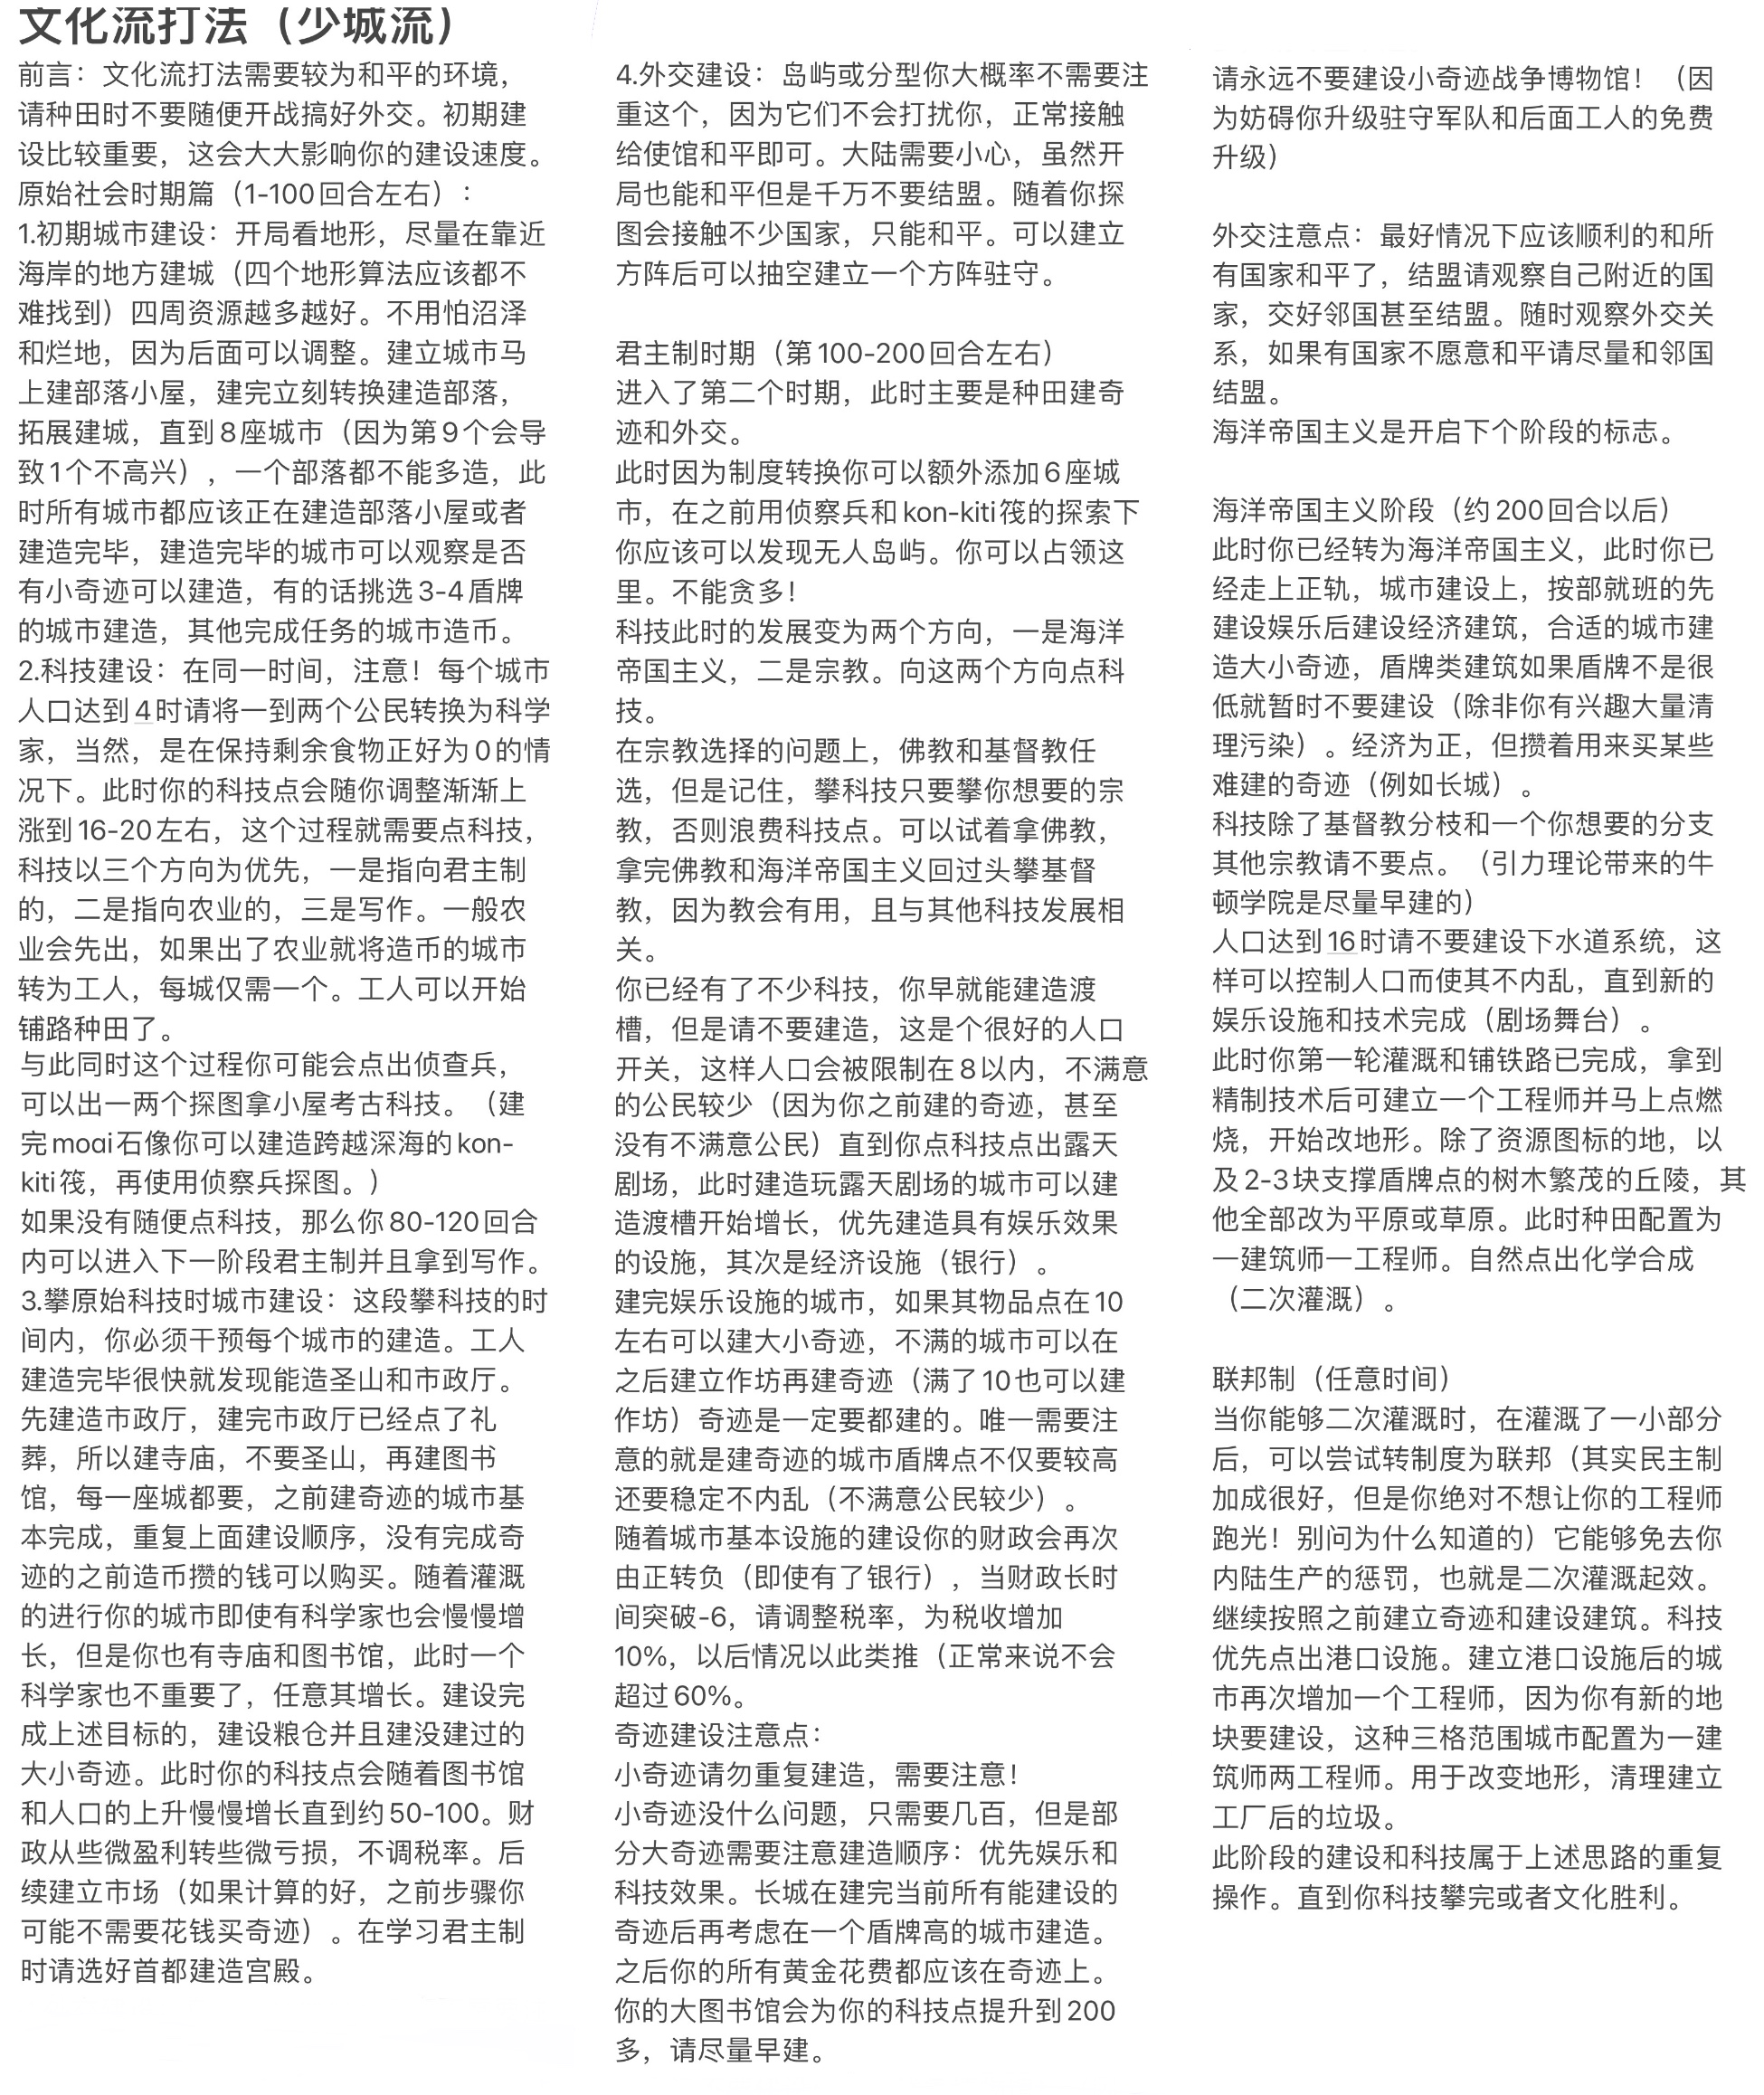 文化流打法（少城流）
前言：文化流打法需要较为和平的环境，
请种田时不要随便开战搞好外交。初期建
设比较重要，这会大大影响你的建设速度。
原始社会时期篇（1-100回合左右）：
1.初期城市建设：开局看地形，尽量在靠近
海岸的地方建城（四个地形算法应该都不
难找到）四周资源越多越好。不用怕沼泽
和烂地，因为后面可以调整。建立城市马
上建部落小屋，建完立刻转换建造部落，
拓展建城，直到8座城市（因为第9个会导
致1个不高兴），一个部落都不能多造，此
时所有城市都应该正在建造部落小屋或者
建造完毕，建造完毕的城市可以观察是否
有小奇迹可以建造，有的话挑选3-4盾牌
的城市建造，其他完成任务的城市造币。
2.科技建设：在同一时间，注意！每个城市
人口达到4时请将一到两个公民转换为科学
家，当然，是在保持剩余食物正好为0的情
况下。此时你的科技点会随你调整渐渐上
涨到16-20左右，这个过程就需要点科技，
科技以三个方向为优先，一是指向君主制
的，二是指向农业的，三是写作。一般农
业会先出，如果出了农业就将造币的城市
转为工人，每城仅需一个。工人可以开始
铺路种田了。
与此同时这个过程你可能会点出侦查兵，
可以出一两个探图拿小屋考古科技。（建
完moai石像你可以建造跨越深海的kon-
kiti筏，再使用侦察兵探图。）
如果没有随便点科技，那么你80-120回合
内可以进入下一阶段君主制并且拿到写作。
3.攀原始科技时城市建设：这段攀科技的时
间内，你必须干预每个城市的建造。工人
建造完毕很快就发现能造圣山和市政厅。
先建造市政厅，建完市政厅已经点了礼
葬，所以建寺庙，不要圣山，再建图书
馆，每一座城都要，之前建奇迹的城市基
本完成，重复上面建设顺序，没有完成奇
迹的之前造币攒的钱可以购买。随着灌溉
的进行你的城市即使有科学家也会慢慢增
长，但是你也有寺庙和图书馆，此时一个
科学家也不重要了，任意其增长。建设完
成上述目标的，建设粮仓并且建没建过的
大小奇迹。此时你的科技点会随着图书馆
和人口的上升慢慢增长直到约50-100。财
政从些微盈利转些微亏损，不调税率。后
续建立市场（如果计算的好，之前步骤你
可能不需要花钱买奇迹）。在学习君主制
时请选好首都建造宫殿。
4.外交建设：岛屿或分型你大概率不需要注
重这个，因为它们不会打扰你，正常接触
给使馆和平即可。大陆需要小心，虽然开
局也能和平但是千万不要结盟。随着你探
图会接触不少国家，只能和平。可以建立
方阵后可以抽空建立一个方阵驻守。
君主制时期（第100-200回合左右）
进入了第二个时期，此时主要是种田建奇
迹和外交。
此时因为制度转换你可以额外添加6座城
市，在之前用侦察兵和kon-kiti筏的探索下
你应该可以发现无人岛屿。你可以占领这
里。不能贪多！
科技此时的发展变为两个方向，一是海洋
帝国主义，二是宗教。向这两个方向点科
技。
在宗教选择的问题上，佛教和基督教任
选，但是记住，攀科技只要攀你想要的宗
教，否则浪费科技点。可以试着拿佛教，
拿完佛教和海洋帝国主义回过头攀基督
教，因为教会有用，且与其他科技发展相
关。
你已经有了不少科技，你早就能建造渡
槽，但是请不要建造，这是个很好的人口
开关，这样人口会被限制在8以内，不满意
的公民较少（因为你之前建的奇迹，甚至
没有不满意公民）直到你点科技点出露天
剧场，此时建造玩露天剧场的城市可以建
造渡槽开始增长，优先建造具有娱乐效果
的设施，其次是经济设施（银行）。
建完娱乐设施的城市，如果其物品点在10
左右可以建大小奇迹，不满的城市可以在
之后建立作坊再建奇迹（满了10也可以建
作坊）奇迹是一定要都建的。唯一需要注
意的就是建奇迹的城市盾牌点不仅要较高
还要稳定不内乱（不满意公民较少）。
随着城市基本设施的建设你的财政会再次
由正转负（即使有了银行），当财政长时
间突破-6，请调整税率，为税收增加
10%，以后情况以此类推（正常来说不会
超过60%。
奇迹建设注意点：
小奇迹请勿重复建造，需要注意！
小奇迹没什么问题，只需要几百，但是部
分大奇迹需要注意建造顺序：优先娱乐和
科技效果。长城在建完当前所有能建设的
奇迹后再考虑在一个盾牌高的城市建造。
之后你的所有黄金花费都应该在奇迹上。
你的大图书馆会为你的科技点提升到200
多，请尽量早建。
请永远不要建设小奇迹战争博物馆！（因
为妨碍你升级驻守军队和后面工人的免费
升级）
外交注意点：最好情况下应该顺利的和所
有国家和平了，结盟请观察自己附近的国
家，交好邻国甚至结盟。随时观察外交关
系，如果有国家不愿意和平请尽量和邻国
结盟。
海洋帝国主义是开启下个阶段的标志。
海洋帝国主义阶段（约200回合以后）
此时你已经转为海洋帝国主义，此时你已
经走上正轨，城市建设上，按部就班的先
建设娱乐后建设经济建筑，合适的城市建
造大小奇迹，盾牌类建筑如果盾牌不是很
低就暂时不要建设（除非你有兴趣大量清
理污染）。经济为正，但攒着用来买某些
难建的奇迹（例如长城）。
科技除了基督教分枝和一个你想要的分支
其他宗教请不要点。（引力理论带来的牛
顿学院是尽量早建的）
人口达到16时请不要建设下水道系统，这
样可以控制人口而使其不内乱，直到新的
娱乐设施和技术完成（剧场舞台）。
此时你第一轮灌溉和铺铁路已完成，拿到
精制技术后可建立一个工程师并马上点燃
烧，开始改地形。除了资源图标的地，以
及2-3块支撑盾牌点的树木繁茂的丘陵，其
他全部改为平原或草原。此时种田配置为
一建筑师一工程师。自然点出化学合成
（二次灌溉）。
联邦制（任意时间）
当你能够二次灌溉时，在灌溉了一小部分
后，可以尝试转制度为联邦（其实民主制
加成很好，但是你绝对不想让你的工程师
跑光！别问为什么知道的）它能够免去你
内陆生产的惩罚，也就是二次灌溉起效。
继续按照之前建立奇迹和建设建筑。科技
优先点出港口设施。建立港口设施后的城
市再次增加一个工程师，因为你有新的地
块要建设，这种三格范围城市配置为一建
筑师两工程师。用于改变地形，清理建立
工厂后的垃圾。
此阶段的建设和科技属于上述思路的重复
操作。直到你科技攀完或者文化胜利。